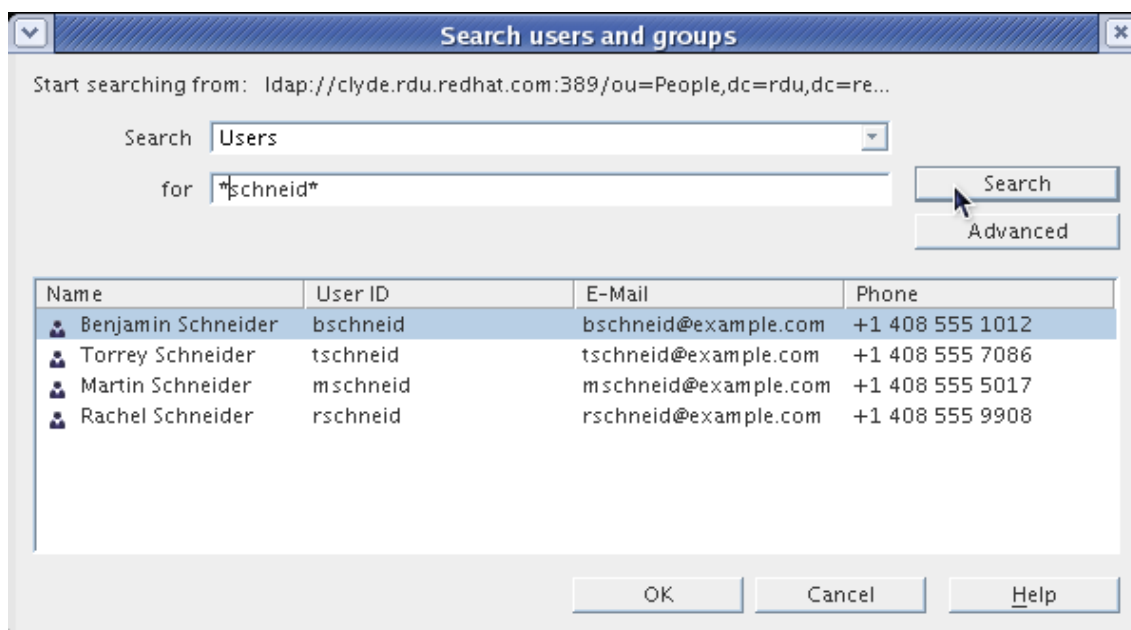 Search users and groups
Start searching from: ldap://clyde.rdu.redhat.com:389/ou=People,dc=rdu,dc=re...
Search Users
for *schneid* Search
Advanced
Name User ID E-Mail Phone
Benjamin Schneider bschneid bschneid@example.com +1 408 555 1012
Torrey Schneider tschneid tschneid@example.com +1 408 555 7086
Martin Schneider mschneid mschneid@example.com +1 408 555 5017
Rachel Schneider rschneid rschneid@example.com +1 408 555 9908
OK Cancel Help